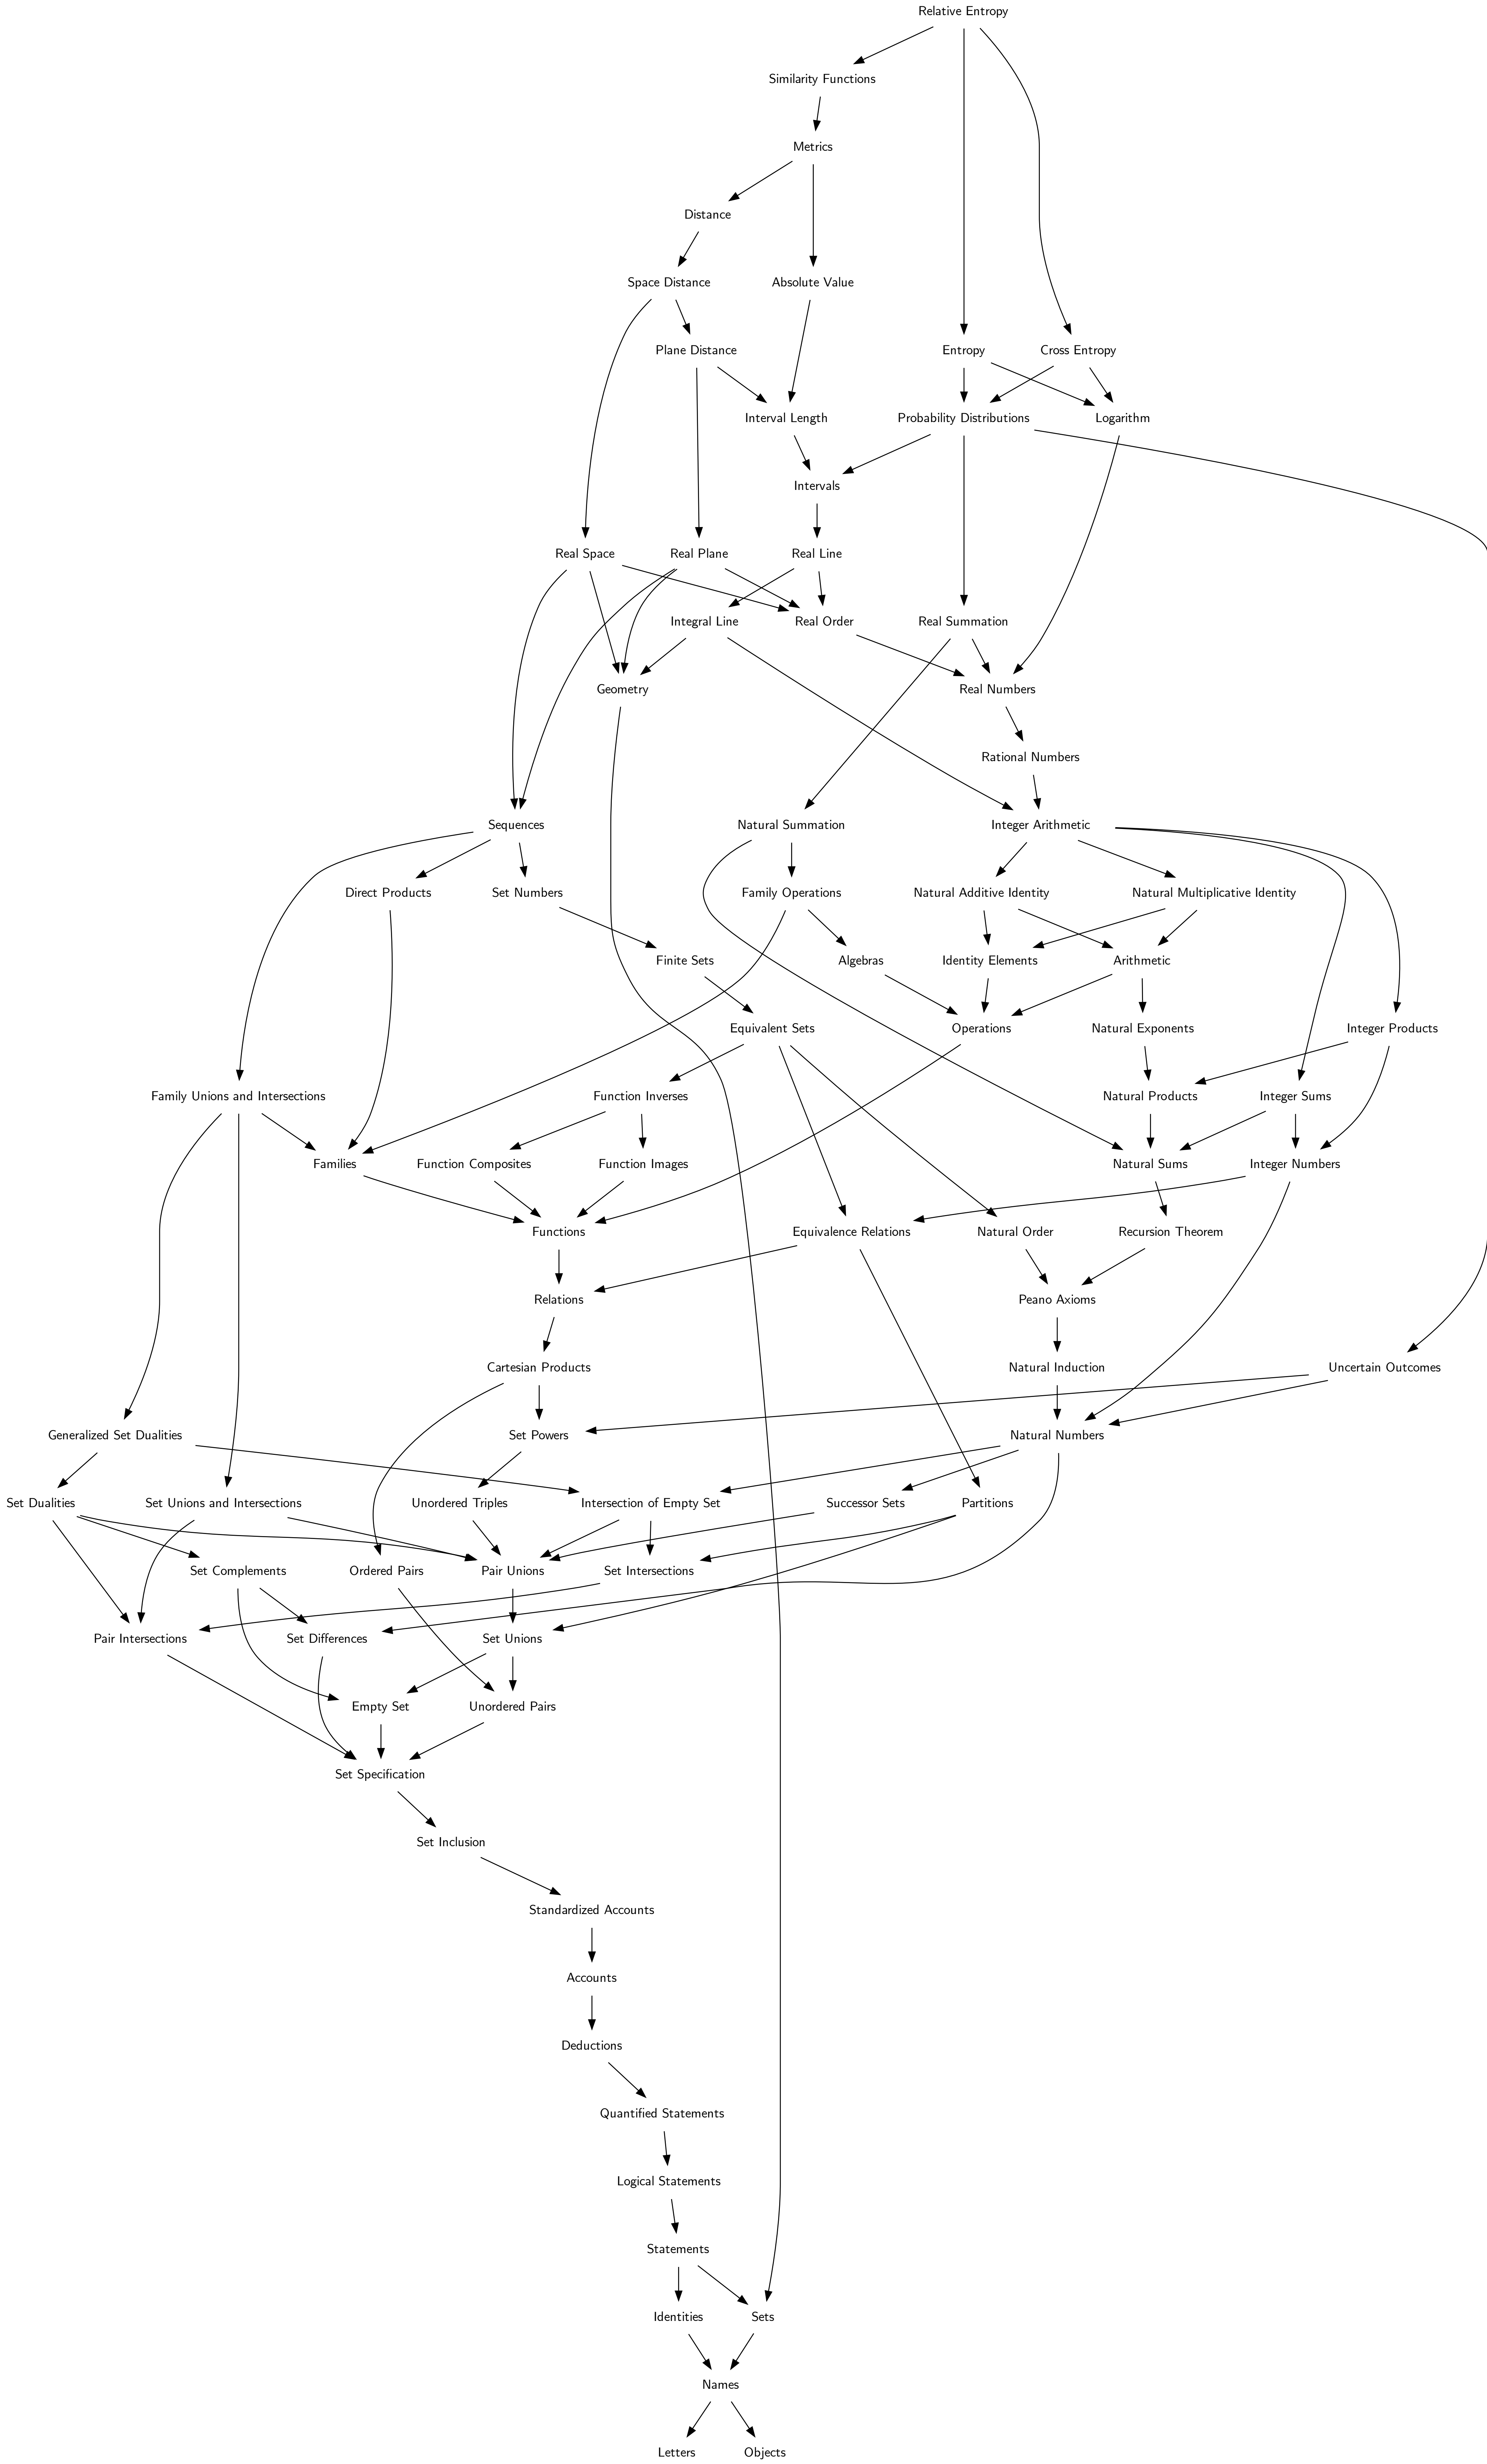 Relative Entropy
Similarity Functions
Metrics
Distance
Space Distance
Absolute Value
Plane Distance
Entropy
Cross Entropy
Interval Length
Probability Distributions
Logarithm
Intervals
Real Space
Real Plane
Real Line
Integral Line
Real Order
Real Summation
Geometry
Real Numbers
Rational Numbers
Sequences
Natural Summation
Integer Arithmetic
Direct Products
Set Numbers
Family Operations
Natural Additive Identity
Natural Multiplicative Identity
Finite Sets
Algebras
Identity Elements
Arithmetic
Equivalent Sets
Operations
Natural Exponents
Integer Products
Family Unions and Intersections
Function Inverses
Natural Products
Integer Sums
Families
Function Composites
Function Images
Natural Sums
Integer Numbers
Functions
Equivalence Relations
Natural Order
Recursion Theorem
Relations
Peano Axioms
Cartesian Products
Natural Induction
Uncertain Outcomes
Generalized Set Dualities
Set Powers
Natural Numbers
Set Dualities
Set Unions and Intersections
Unordered Triples
Intersection of Empty Set
Successor Sets
Partitions
Set Complements
Ordered Pairs
Pair Unions
Set Intersections
Pair Intersections
Set Differences
Set Unions
Empty Set
Unordered Pairs
Set Specification
Set Inclusion
Standardized Accounts
Accounts
Deductions
Quantified Statements
Logical Statements
Statements
Identities
Sets
Names
Letters
Objects